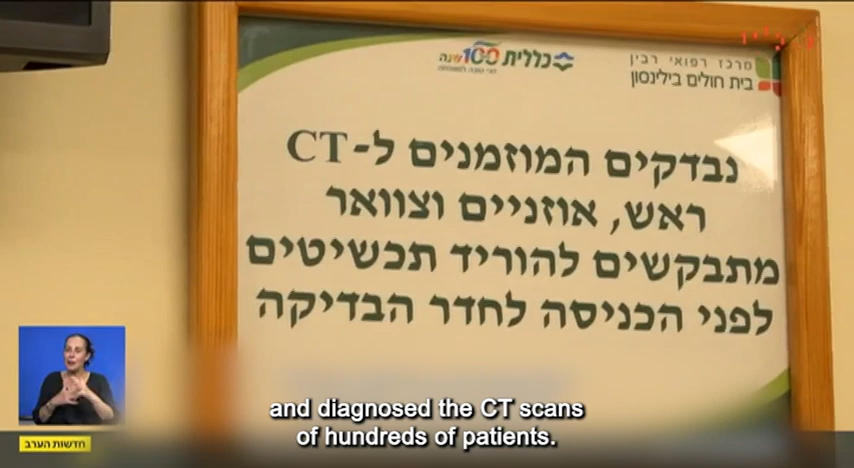 כללית 100 שנה
מרכז רפואי רבין
בית חולים בילינסון
נבדקים המוזמנים ל-CT
ראש, אוזניים וצוואר
מתבקשים להוריד תכשיטים
לפני הכניסה לחדר הבדיקה
and diagnosed the CT scans
of hundreds of patients.
חדשות הערב